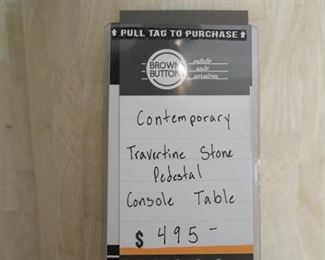 PULL TAG TO PURCHASE
BROWN
BUTTON
estate
sale
services
Contemporary
Travertine Stone
Pedestal
Console Table
$ 495-